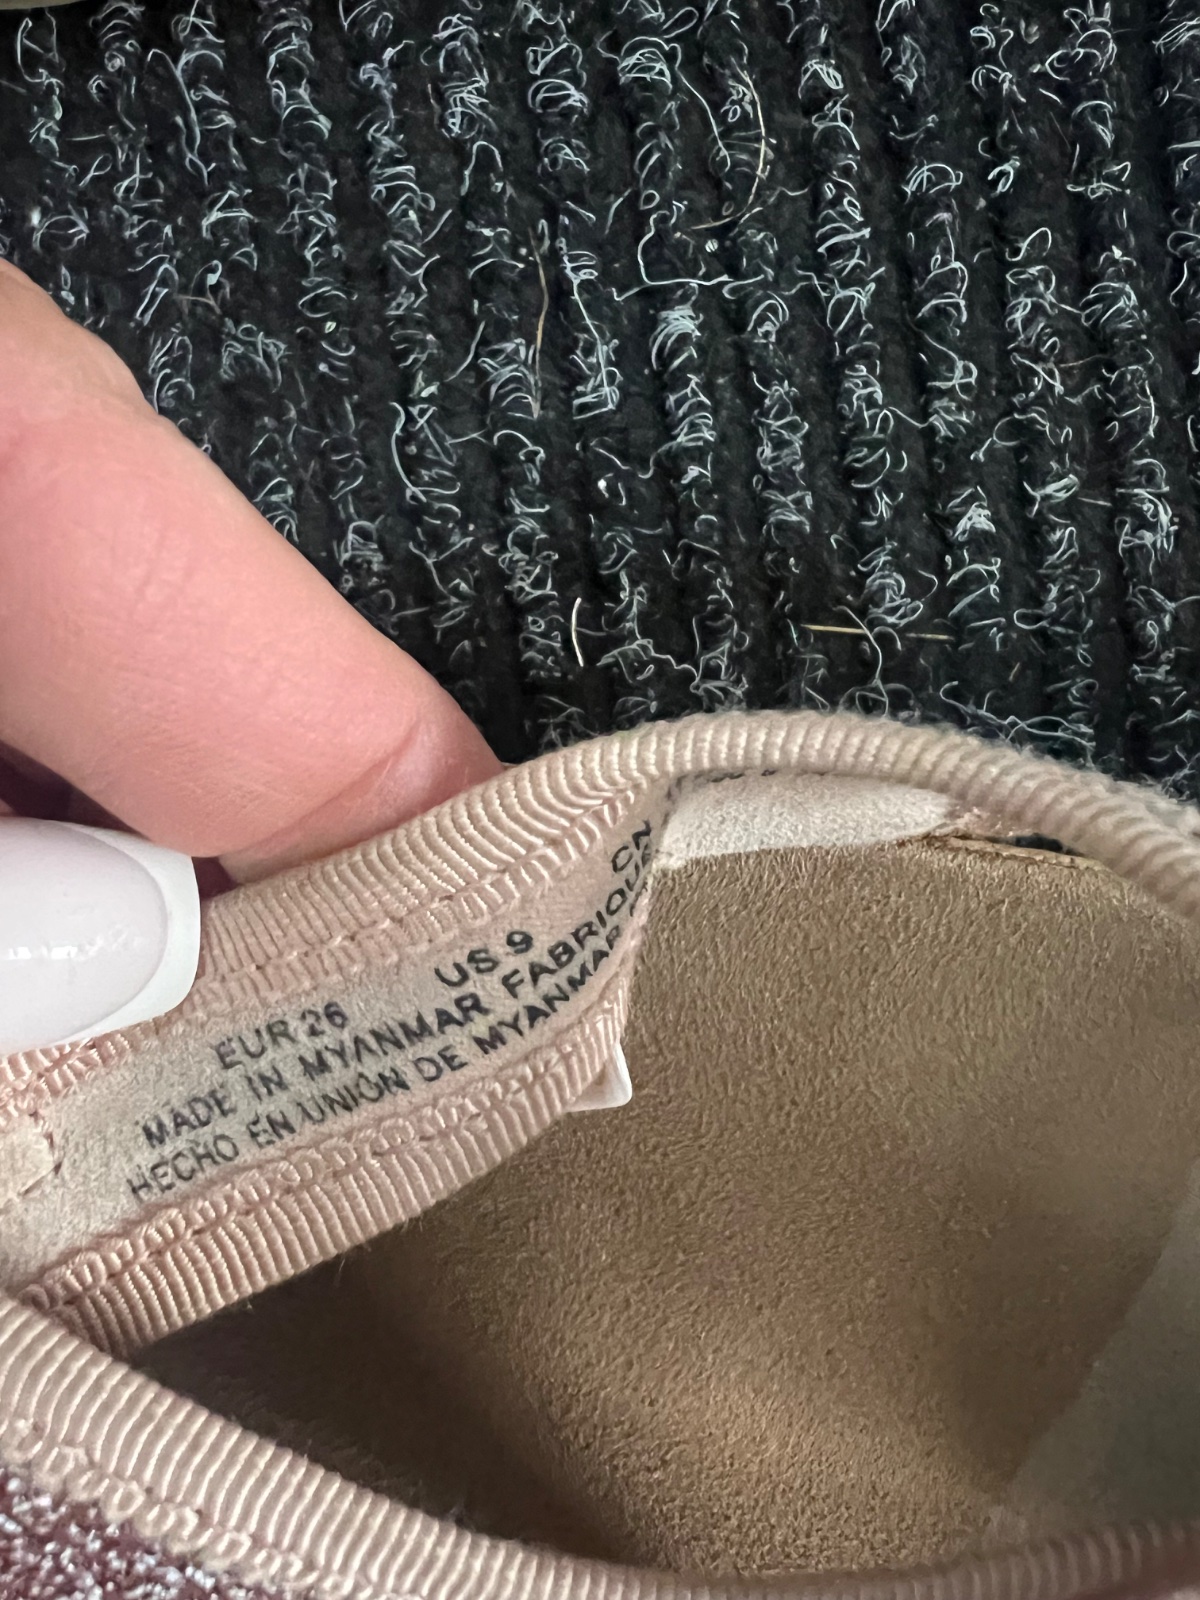 EUR 26 US 9 CN
MADE IN MYANMAR FABRIQUÉ
HECHO EN UNIÓN DE MYANMAR